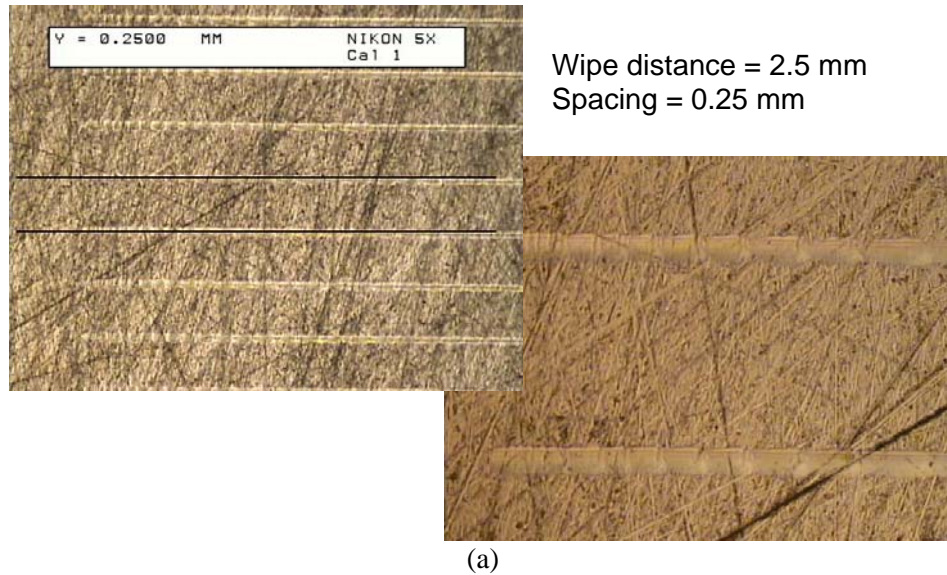 Y = 0.2500 MM NIKON 5X
Cal 1
Wipe distance = 2.5 mm
Spacing = 0.25 mm
(a)